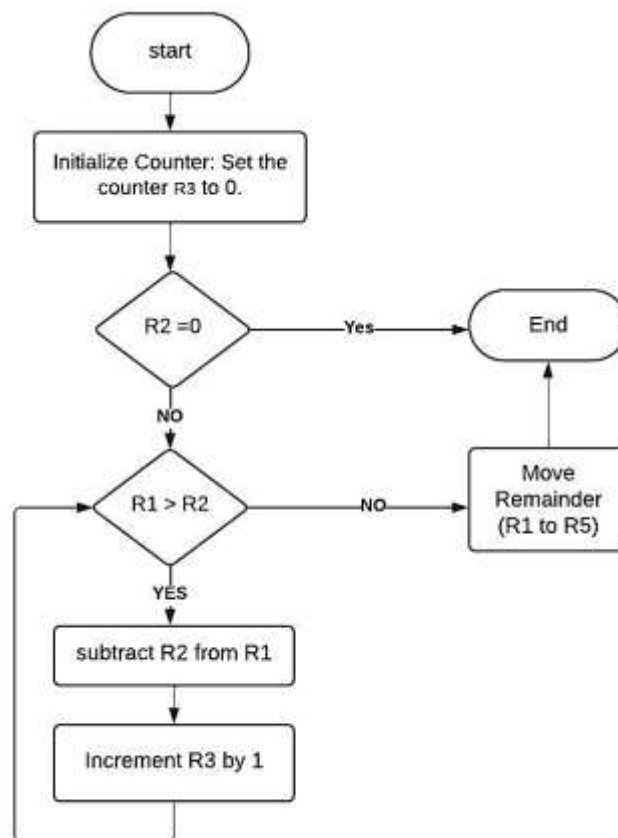 start
Initialize Counter: Set the
counter R3 to 0.
R2 =0
Yes
End
NO
R1 > R2
NO
Move
Remainder
(R1 to R5)
YES
subtract R2 from R1
Increment R3 by 1